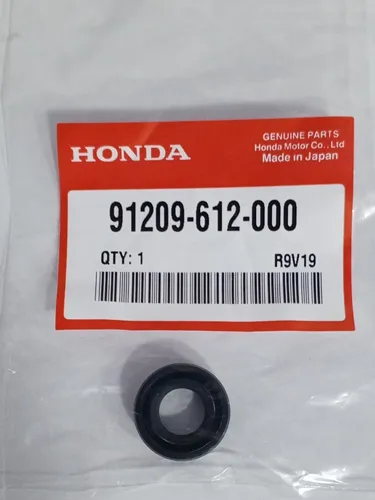 HONDA
GENUINE PARTS
Honda Motor Co., Ltd
Made in Japan
91209-612-000
QTY: 1 R9V19